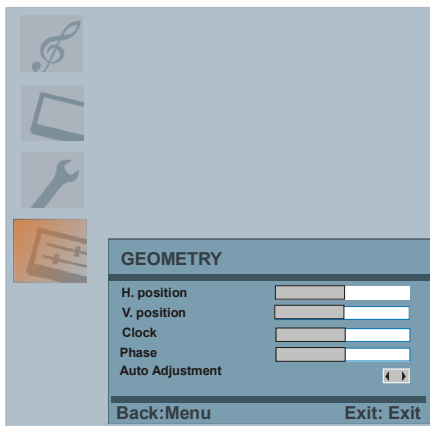 GEOMETRY
H. position
V. position
Clock
Phase
Auto Adjustment
Back:Menu Exit: Exit